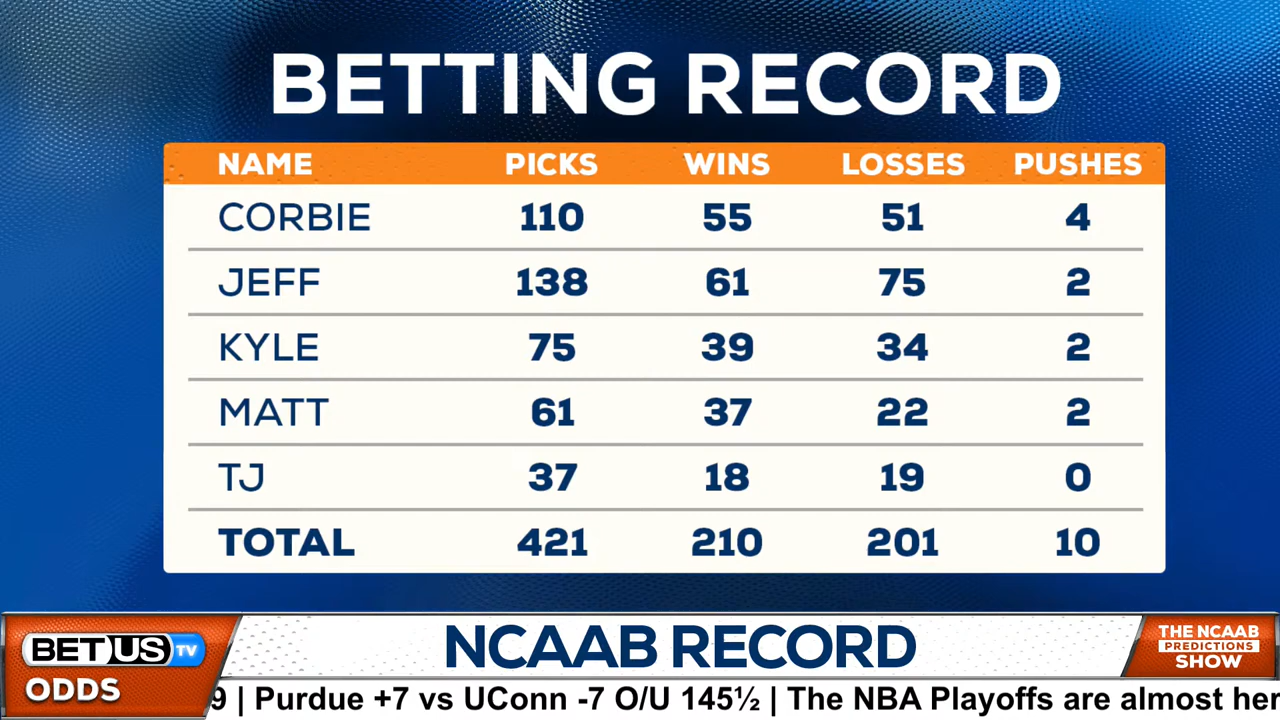 BETTING RECORD
NAME PICKS WINS LOSSES PUSHES
CORBIE 110 55 51 4
JEFF 138 61 75 2
KYLE 75 39 34 2
MATT 61 37 22 2
TJ 37 18 19 0
TOTAL 421 210 201 10
BETUS TV
ODDS
NCAAB RECORD
THE NCAAB
PREDICTIONS
SHOW
9 | Purdue +7 vs UConn -7 O/U 145½ | The NBA Playoffs are almost her